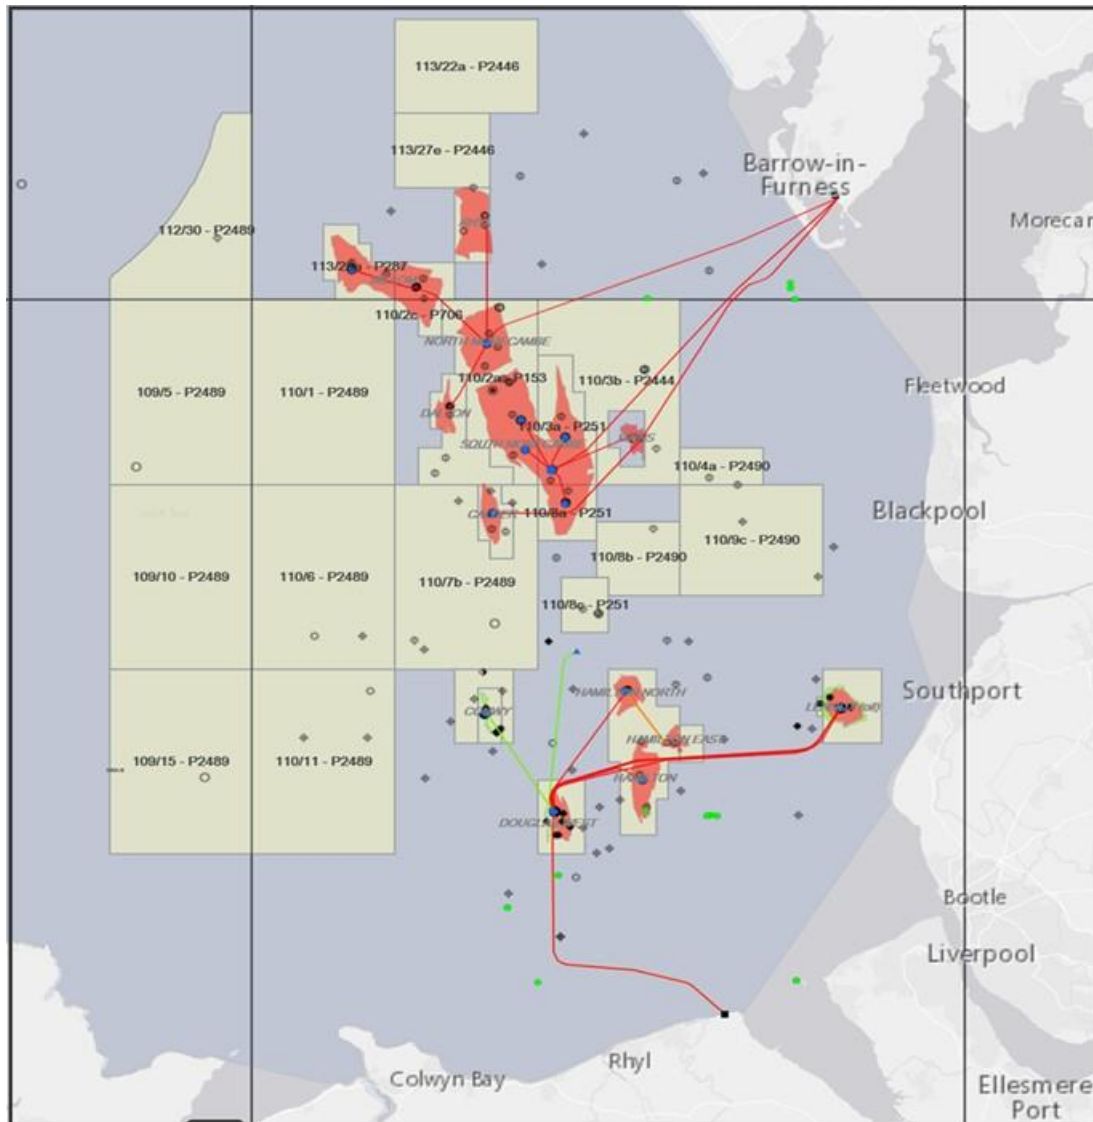 113/22a - P2446
113/27e - P2446
Barrow-in-
Furness
Morecar
112/30 - P2489
P287
110/2c - P706
NORTH MORECAMBE
109/5 - P2489
110/1 - P2489
110/2a - P153
110/3b - P2444
Fleetwood
DALTON
110/3a - P251
SOUTH MORECAMBE
110/4a - P2490
CALDER
110/8a - P251
Blackpool
110/9c - P2490
109/10 - P2489
110/6 - P2489
110/7b - P2489
110/8b - P2490
110/8c - P251
HAMILTON NORTH
Southport
CONWY
HAMILTON EAST
109/15 - P2489
110/11 - P2489
HAMILTON
DOUGLAS WEST
Bootle
Liverpool
Rhyl
Colwyn Bay
Ellesmere
Port